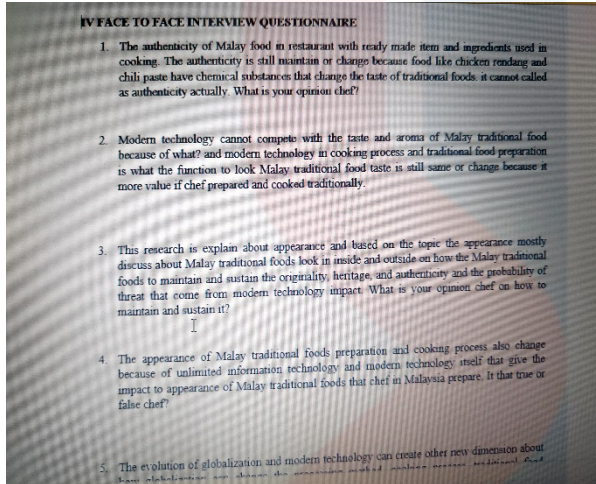 IV FACE TO FACE INTERVIEW QUESTIONNAIRE
1. The authenticity of Malay food in restaurant with ready made item and ingredients used in
cooking. The authenticity is still maintain or change because food like chicken rendang and
chili paste have chemical substances that change the taste of traditional foods. it cannot called
as authenticity actually. What is your opinion chef?
2. Modern technology cannot compete with the taste and aroma of Malay traditional food
because of what? and modern technology in cooking process and traditional food preparation
is what the function to look Malay traditional food taste is still same or change because it
more value if chef prepared and cooked traditionally.
3. This research is explain about appearance and based on the topic the appearance mostly
discuss about Malay traditional foods look in inside and outside on how the Malay traditional
foods to maintain and sustain the originality, heritage, and authenticity and the probability of
threat that come from modern technology impact. What is your opinion chef on how to
maintain and sustain it?
4. The appearance of Malay traditional foods preparation and cooking process also change
because of unlimited information technology and modern technology itself that give the
impact to appearance of Malay traditional foods that chef in Malaysia prepare. It that true or
false chef?
5. The evolution of globalization and modern technology can create other new dimension about